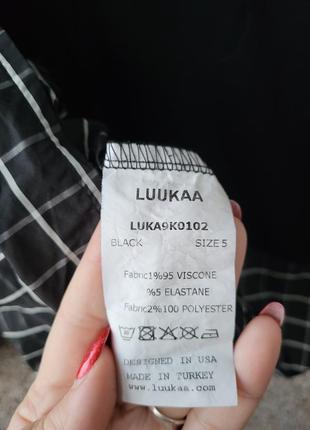 LUUKAA
LUKA9K0102
BLACK SIZE 5
Fabric1%95 VISCONE
%5 ELASTANE
Fabric2%100 POLYESTER
DESIGNED IN USA
MADE IN TURKEY
www.luukaa.com